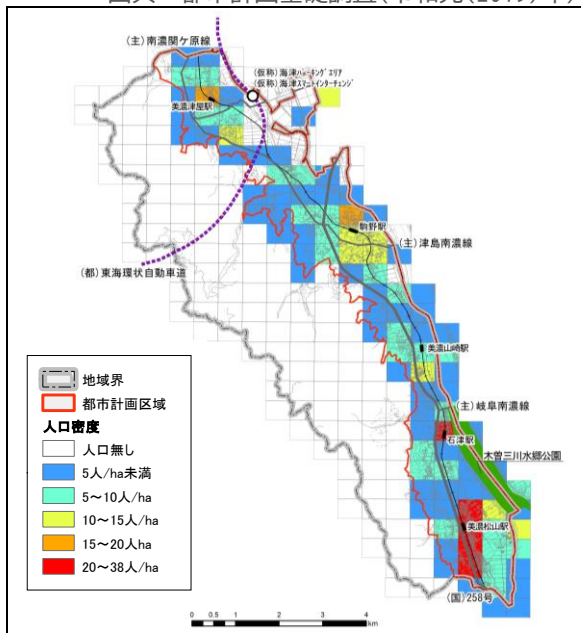 (主)南濃関ケ原線
(仮称)海津パーキングエリア
(仮称)海津スマートインターチェンジ
美濃津屋駅
駒野駅
(主)津島南濃線
(都)東海環状自動車道
美濃山崎駅
(主)岐阜南濃線
石津駅
木曽三川水郷公園
美濃松山駅
(国)258号
地域界
都市計画区域
人口密度
人口無し
5人/ha未満
5~10人/ha
10~15人/ha
15~20人/ha
20~38人/ha
0 0.5 1 2 3 4
km